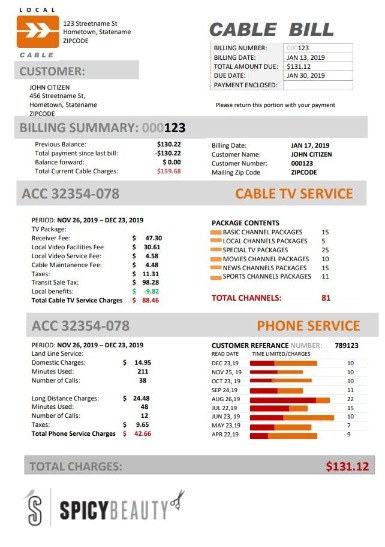 LOCAL
CABLE
123 Streetname St
Hometown, Statename
ZIPCODE
CABLE BILL
BILLING NUMBER: 000123
BILLING DATE: JAN 13, 2019
TOTAL AMOUNT DUE: $131.12
DUE DATE: JAN 30, 2019
PAYMENT ENCLOSED:
CUSTOMER:
JOHN CITIZEN
456 Streetname St,
Hometown, Statename
ZIPCODE
Please return this portion with your payment
BILLING SUMMARY: 000123
Previous Balance: $130.22
Total payment since last bill: -$130.22
Balance forward: $ 0.00
Total Current Cable Charges: $159.68
Billing Date: JAN 17, 2019
Customer Name: JOHN CITIZEN
Customer Number: 000123
Mailing Zip Code ZIPCODE
ACC 32354-078 CABLE TV SERVICE
PERIOD: NOV 26, 2019 – DEC 23, 2019
TV Package:
Receiver Fee: $ 47.30
Local Video Facilities Fee $ 30.61
Local Video Service Fee: $ 4.58
Cable Maintanence Fee: $ 4.48
Taxes: $ 11.31
Transit Sale Tax: $ 98.28
Local benefits: $ -9.82
Total Cable TV Service Charges $ 88.46
PACKAGE CONTENTS
BASIC CHANNEL PACKAGES 15
LOCAL CHANNEL PACKAGES 5
SPECIAL TV PACKAGES 25
MOVIES CHANNEL PACKAGES 10
NEWS CHANNEL PACKAGES 15
SPORTS CHANNEL PACKAGES 11
TOTAL CHANNELS: 81
ACC 32354-078 PHONE SERVICE
PERIOD: NOV 26, 2019 – DEC 23, 2019
Land Line Service:
Domestic Charges: $ 14.95
Minutes Used: 211
Number of Calls: 38
Long Distance Charges: $ 24.48
Minutes Used: 48
Number of Calls: 12
Taxes: $ 9.65
Total Phone Service Charges $ 42.66
CUSTOMER REFERANCE NUMBER: 789123
READ DATE TIME LIMITED/CHARGES
DEC 23,19 10
NOV 25, 19 10
OCT 23, 19 10
SEP 24,19 11
AUG 26,19 22
JUL 22,19 15
JUN 23, 19 10
MAY 23,19 7
APR 22,19 9
TOTAL CHARGES: $131.12
SPICYBEAUTY